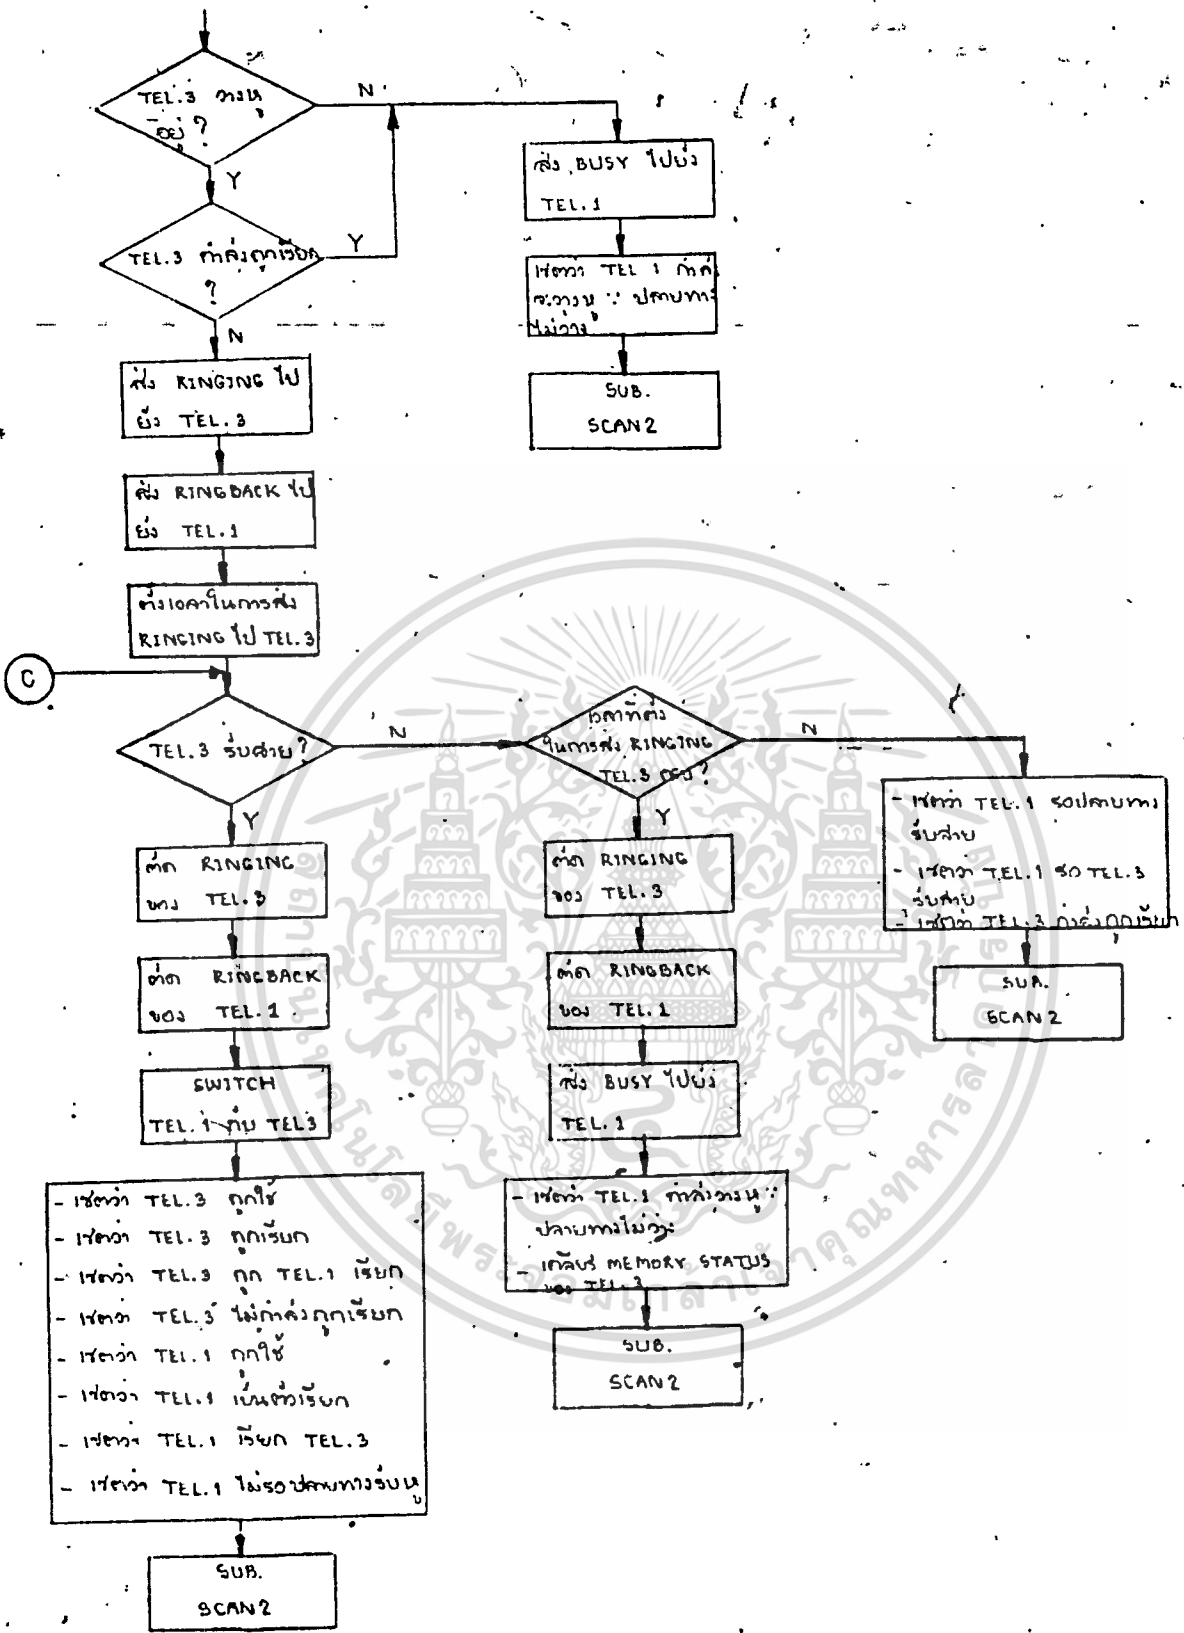 TEL.3 วางหู
อยู่ ?
N
Y
TEL.3 กำลังถูกเรียก
?
Y
N
ส่ง BUSY ไปยัง
TEL.1
เซตว่า TEL 1 กำลัง
จะวางหู ∵ ปลายทาง
ไม่ว่าง
SUB.
SCAN2
ส่ง RINGING ไป
ยัง TEL.3
ส่ง RINGBACK ไป
ยัง TEL.1
ตั้งเวลาในการส่ง
RINGING ไป TEL.3
C
TEL.3 รับสาย ?
N
Y
เวลาที่ตั้ง
ในการส่ง RINGING
TEL.3 ครบ ?
N
Y
- เซตว่า TEL.1 รอปลายทาง
รับสาย
- เซตว่า TEL.1 รอ TEL.3
รับสาย
- เซตว่า TEL.3 กำลังถูกเรียก
SUB.
SCAN2
ตัด RINGING
ของ TEL.3
ตัด RINGBACK
ของ TEL.1
SWITCH
TEL.1 กับ TEL3
- เซตว่า TEL.3 ถูกใช้
- เซตว่า TEL.3 ถูกเรียก
- เซตว่า TEL.3 ถูก TEL.1 เรียก
- เซตว่า TEL.3 ไม่กำลังถูกเรียก
- เซตว่า TEL.1 ถูกใช้
- เซตว่า TEL.1 เป็นตัวเรียก
- เซตว่า TEL.1 เรียก TEL.3
- เซตว่า TEL.1 ไม่รอปลายทางรับหู
SUB.
SCAN2
ตัด RINGING
ของ TEL.3
ตัด RINGBACK
ของ TEL.1
ส่ง BUSY ไปยัง
TEL.1
- เซตว่า TEL.1 กำลังวางหู ∵
ปลายทางไม่ว่าง
- เคลียร์ MEMORY STATUS
ของ TEL.3
SUB.
SCAN2